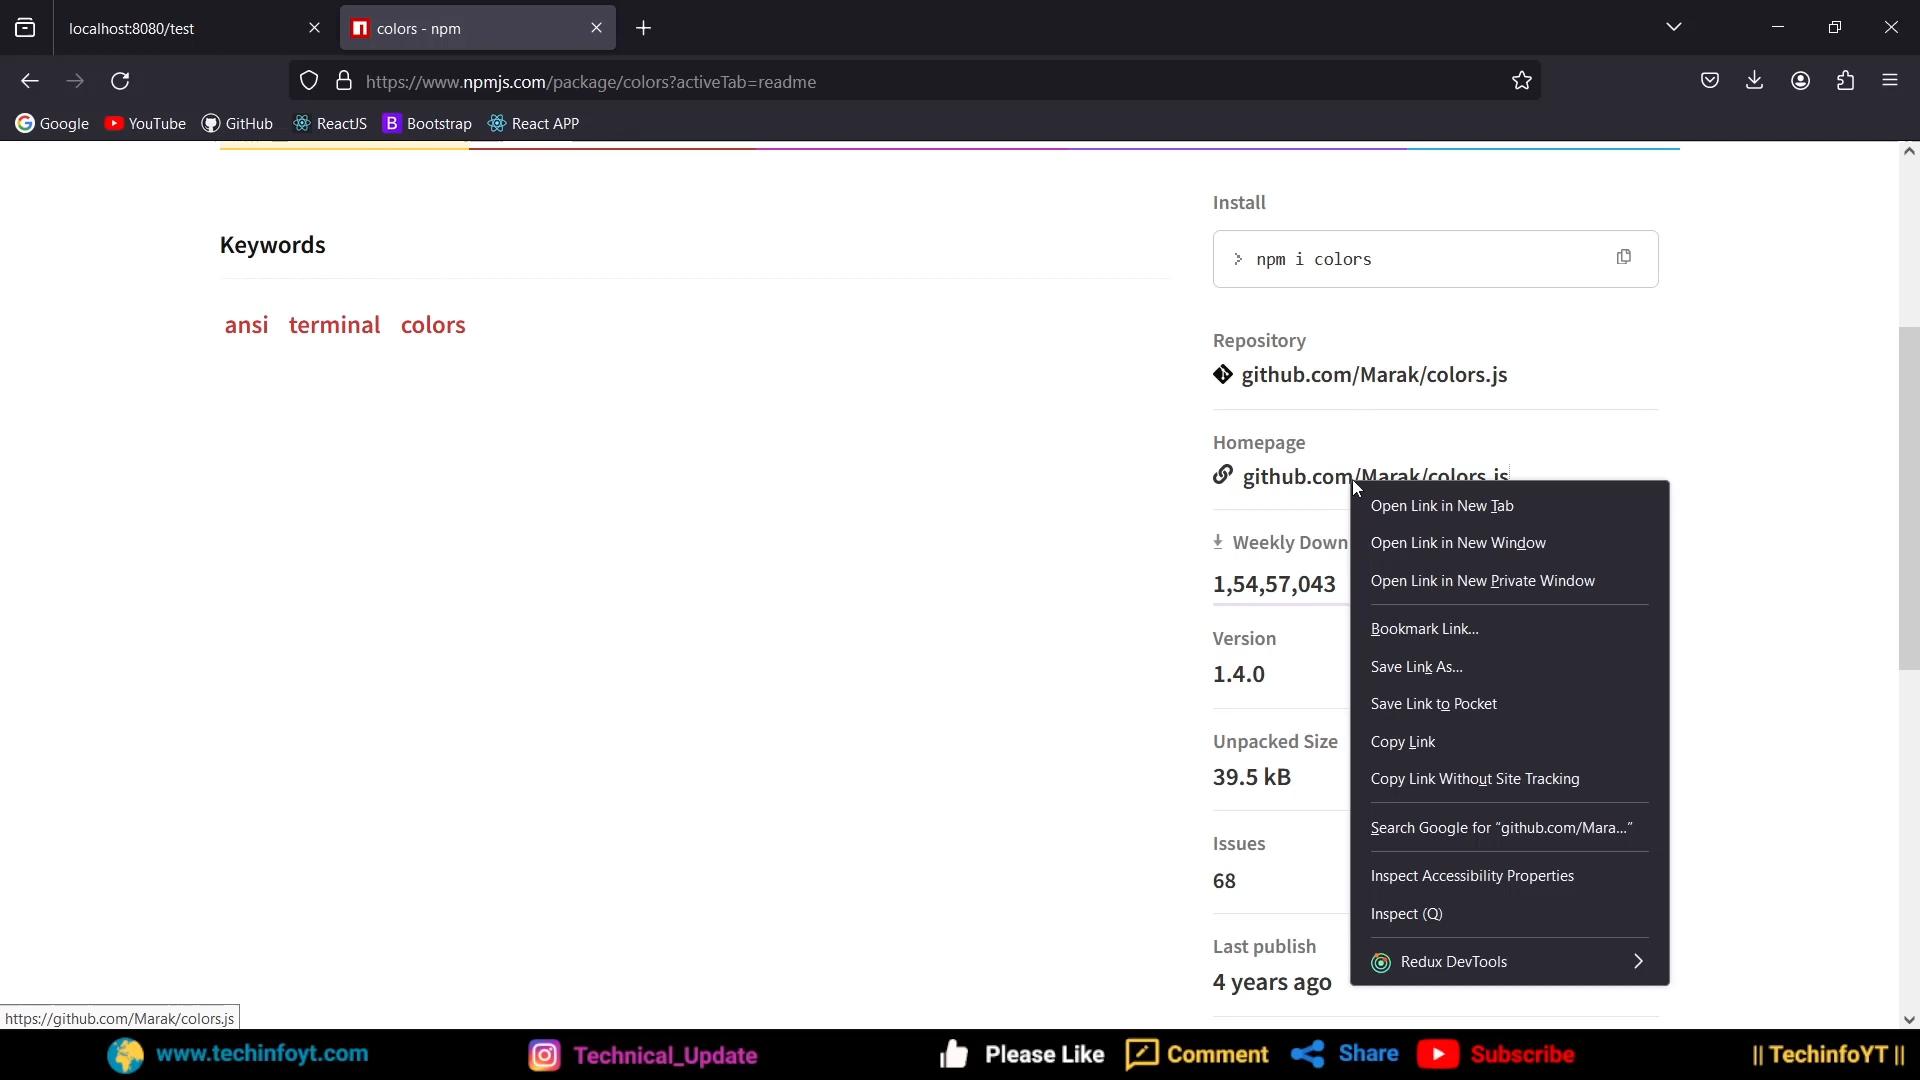 localhost:8080/test
colors - npm
https://www.npmjs.com/package/colors?activeTab=readme
Google YouTube GitHub ReactJS Bootstrap React APP
Install
Keywords
npm i colors
ansi terminal colors
Repository
github.com/Marak/colors.js
Homepage
github.com/Marak/colors.js
Weekly Down
1,54,57,043
Version
1.4.0
Unpacked Size
39.5 kB
Issues
68
Last publish
4 years ago
Open Link in New Tab
Open Link in New Window
Open Link in New Private Window
Bookmark Link...
Save Link As...
Save Link to Pocket
Copy Link
Copy Link Without Site Tracking
Search Google for "github.com/Mara..."
Inspect Accessibility Properties
Inspect (Q)
Redux DevTools
https://github.com/Marak/colors.js
www.techinfoyt.com Technical_Update Please Like Comment Share Subscribe || TechinfoYT ||